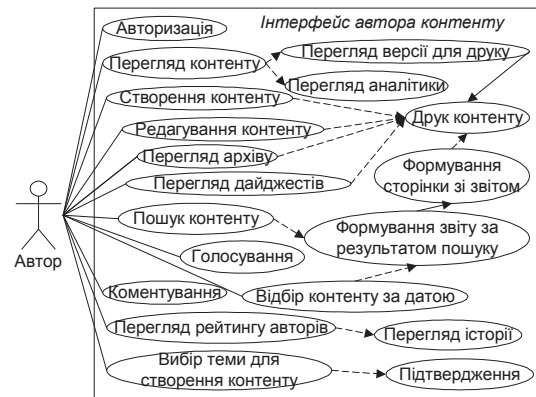 Інтерфейс автора контенту
Авторизація
Перегляд контенту
Перегляд версії для друку
Перегляд аналітики
Створення контенту
Друк контенту
Редагування контенту
Перегляд архіву
Перегляд дайджестів
Формування
сторінки зі звітом
Пошук контенту
Формування звіту за
результатом пошуку
Голосування
Автор
Коментування
Відбір контенту за датою
Перегляд рейтингу авторів
Перегляд історії
Вибір теми для
створення контенту
Підтвердження